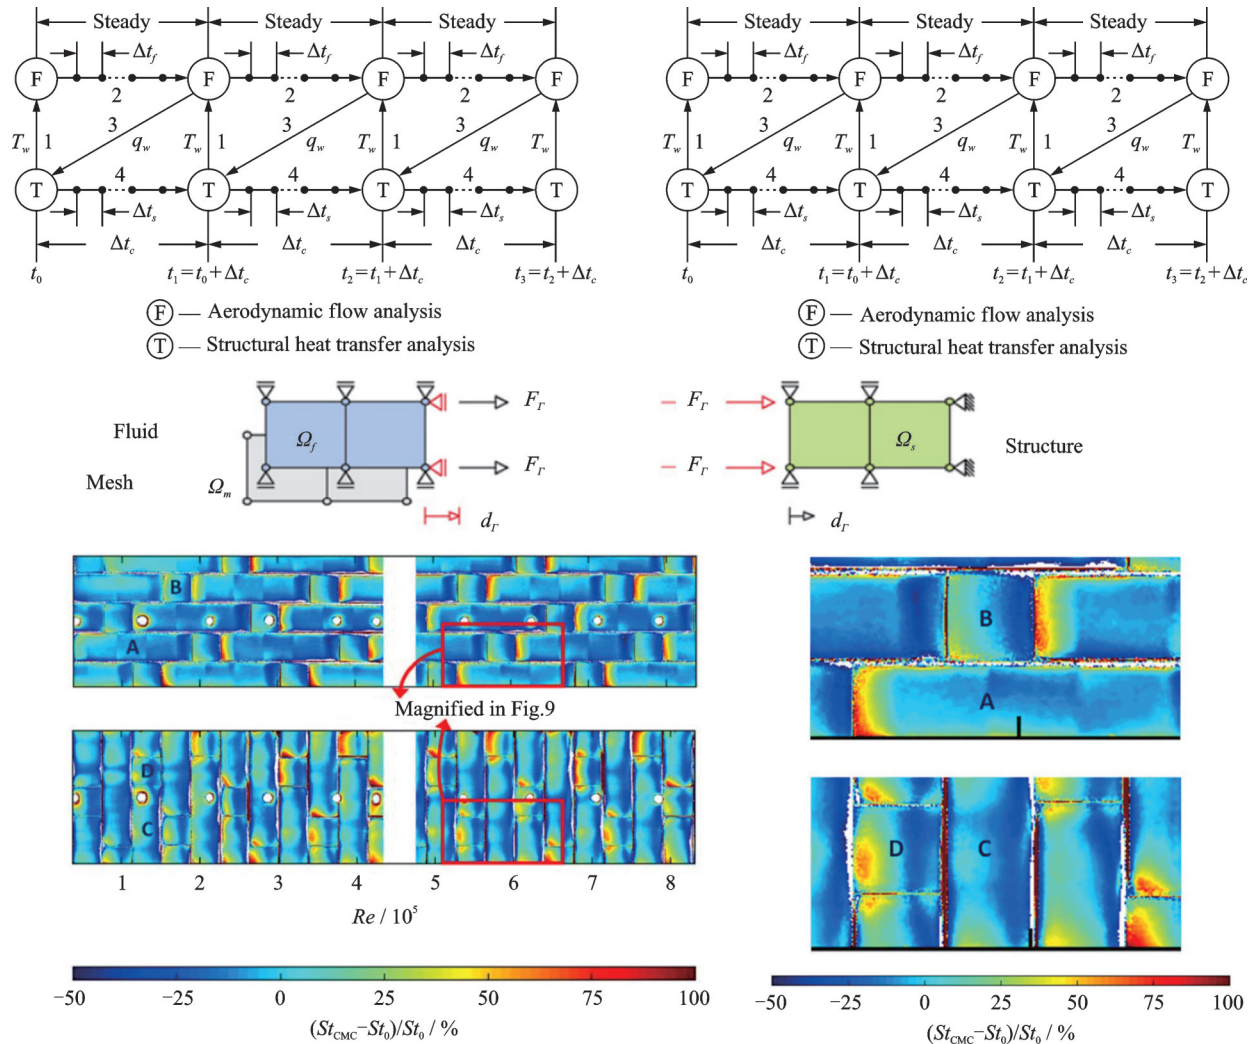 Steady Steady Steady
Δt_f Δt_f Δt_f
F F F F
2 2 2
T_w 1 3 q_w T_w 1 3 q_w T_w 1 3 q_w T_w
T 4 T 4 T 4 T
Δt_s Δt_s Δt_s
Δt_c Δt_c Δt_c
t_0 t_1=t_0+Δt_c t_2=t_1+Δt_c t_3=t_2+Δt_c
F — Aerodynamic flow analysis
T — Structural heat transfer analysis
Steady Steady Steady
Δt_f Δt_f Δt_f
F F F F
2 2 2
T_w 1 3 q_w T_w 1 3 q_w T_w 1 3 q_w T_w
T 4 T 4 T 4 T
Δt_s Δt_s Δt_s
Δt_c Δt_c Δt_c
t_0 t_1=t_0+Δt_c t_2=t_1+Δt_c t_3=t_2+Δt_c
F — Aerodynamic flow analysis
T — Structural heat transfer analysis
F_Γ
Fluid Ω_f
F_Γ
Mesh Ω_m
d_Γ
F_Γ
Ω_s Structure
F_Γ
d_Γ
B
A
Magnified in Fig.9
D
C
1 2 3 4 5 6 7 8
Re / 10⁵
−50 −25 0 25 50 75 100
(St_CMC−St_0)/St_0 / %
B
A
D C
−50 −25 0 25 50 75 100
(St_CMC−St_0)/St_0 / %